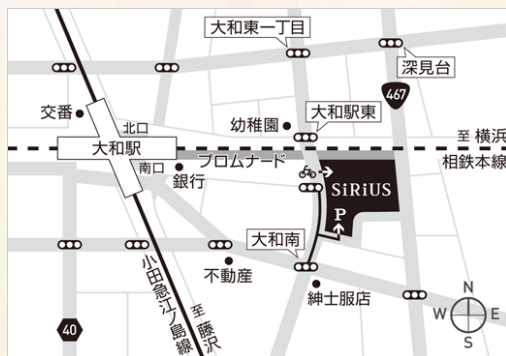 大和東一丁目
深見台
467
交番
北口
幼稚園
大和駅東
至 横浜
大和駅
プロムナード
相鉄本線
南口
銀行
SiRiUS
P
大和南
不動産
紳士服店
小田急江ノ島線
至 藤沢
40
N
W E
S